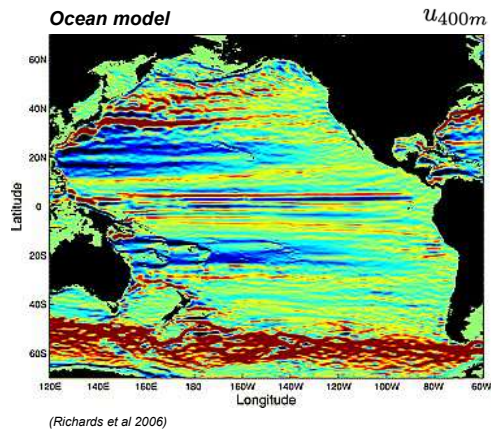 Ocean model u400m
60N
40N
20N
0
20S
40S
60S
Latitude
120E 140E 160E 180 160W 140W 120W 100W 80W 60W
Longitude
(Richards et al 2006)